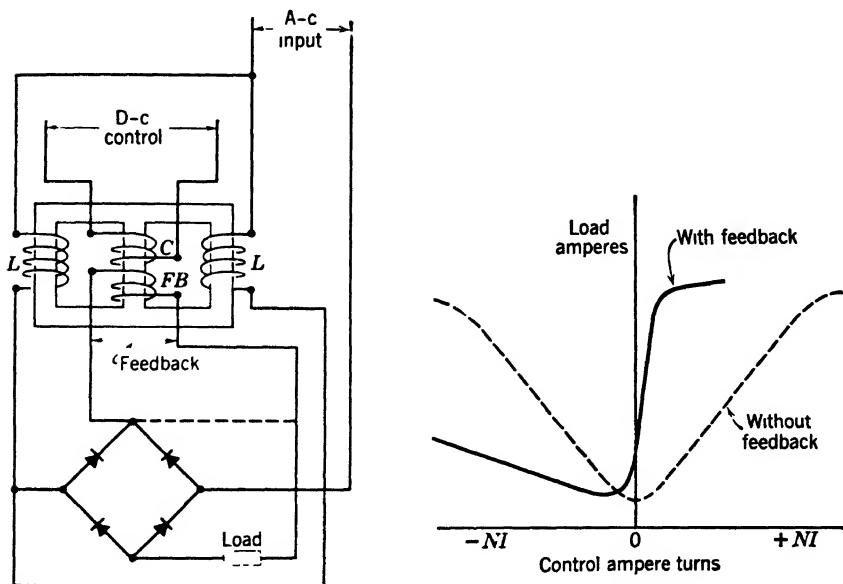 A-c
input
D-c
control
L
C
L
FB
Feedback
Load
Load
amperes
With feedback
Without
feedback
-NI
0
+NI
Control ampere turns